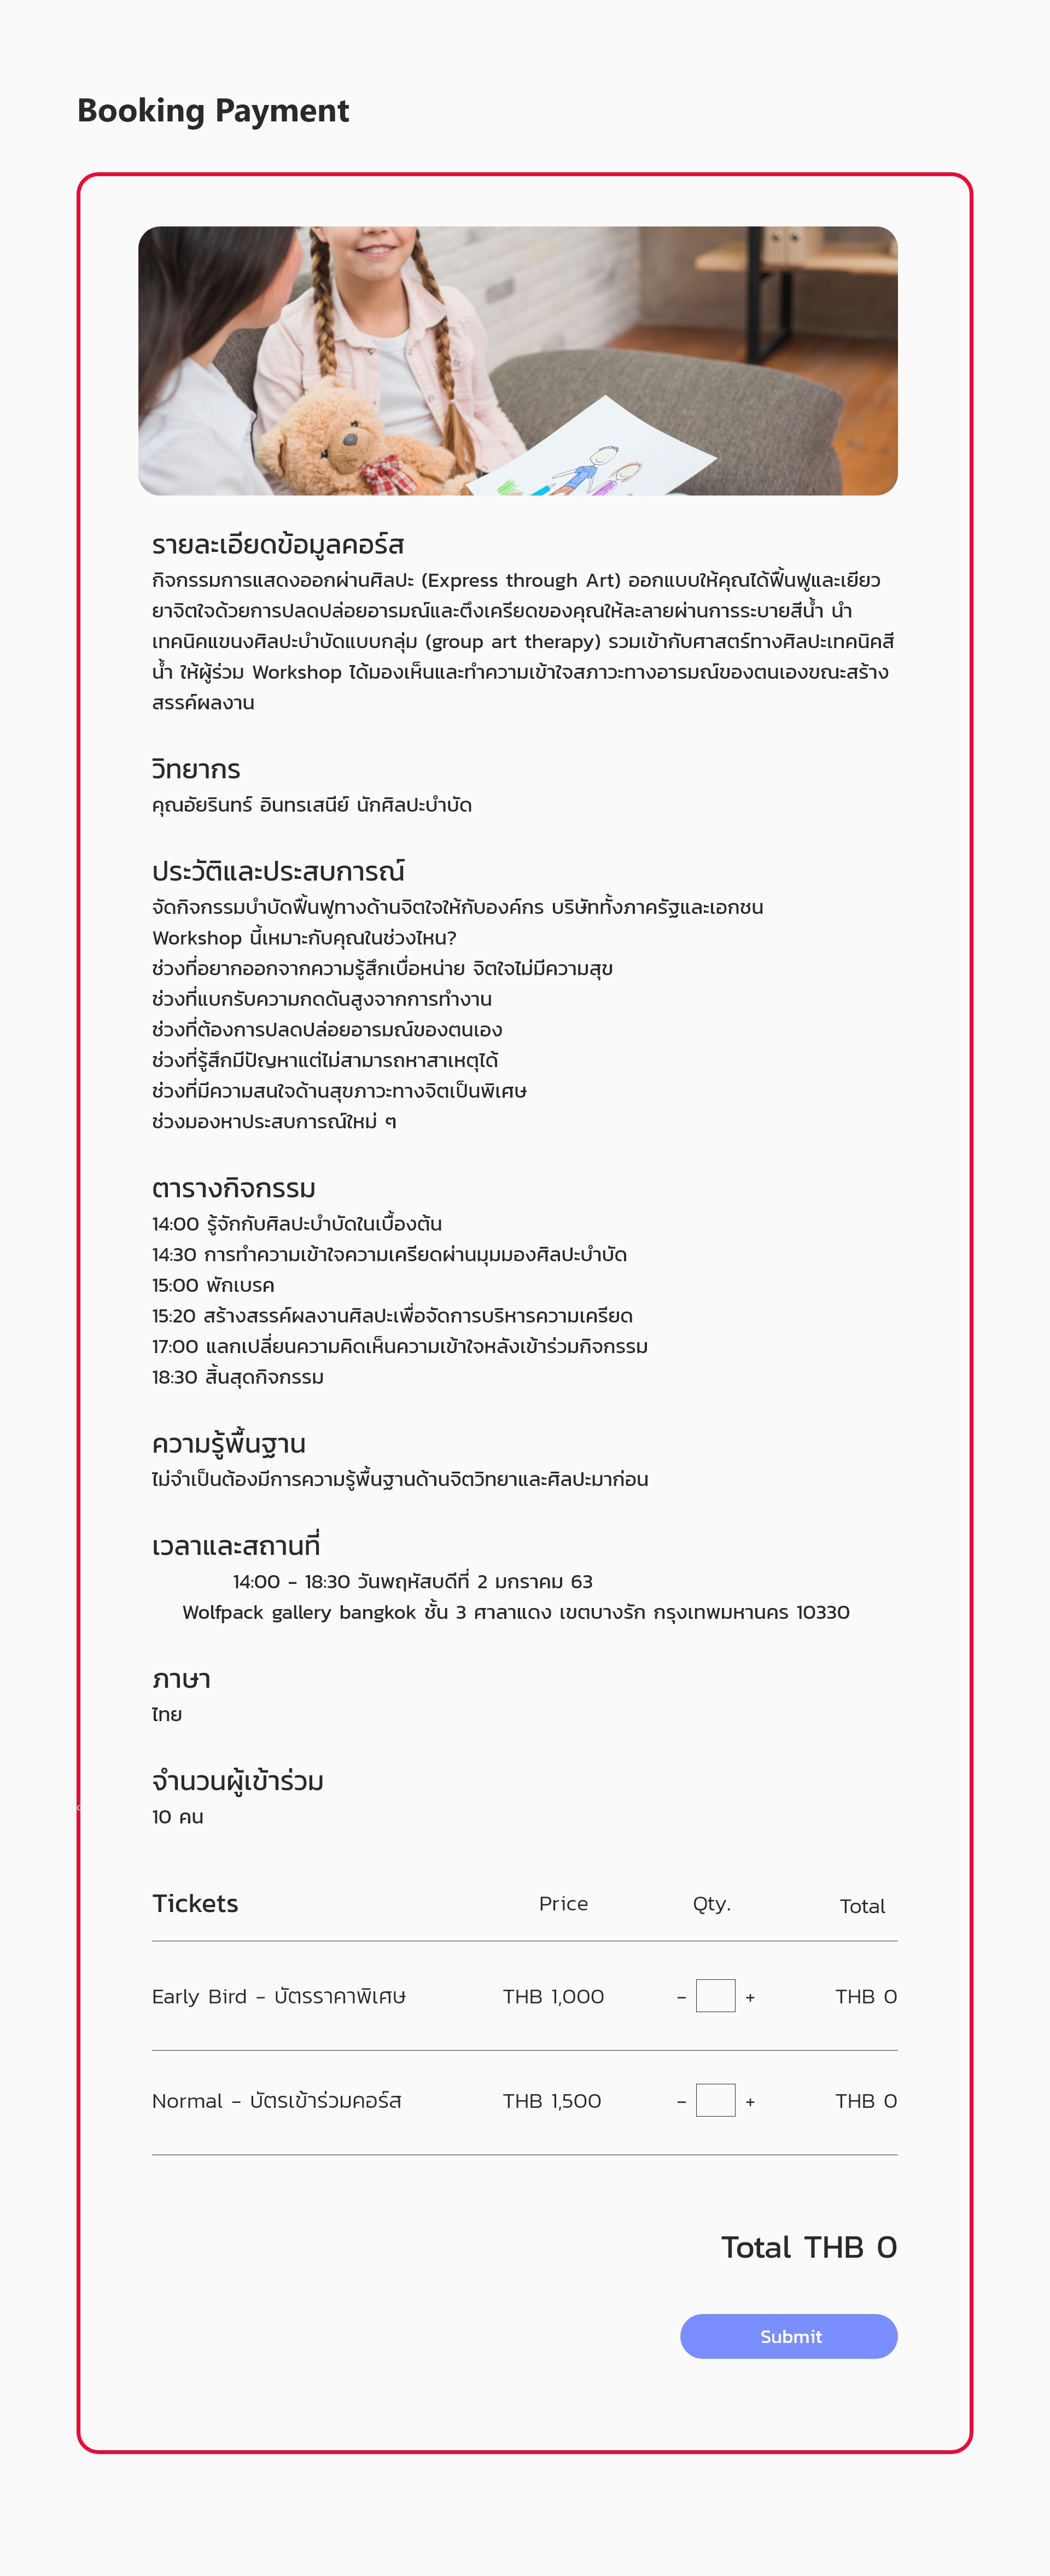 Booking Payment
รายละเอียดข้อมูลคอร์ส
กิจกรรมการแสดงออกผ่านศิลปะ (Express through Art) ออกแบบให้คุณได้ฟื้นฟูและเยียว
ยาจิตใจด้วยการปลดปล่อยอารมณ์และตึงเครียดของคุณให้ละลายผ่านการระบายสีน้ำ นำ
เทคนิคแขนงศิลปะบำบัดแบบกลุ่ม (group art therapy) รวมเข้ากับศาสตร์ทางศิลปะเทคนิคสี
น้ำ ให้ผู้ร่วม Workshop ได้มองเห็นและทำความเข้าใจสภาวะทางอารมณ์ของตนเองขณะสร้าง
สรรค์ผลงาน
วิทยากร
คุณอัยรินทร์ อินทรเสนีย์ นักศิลปะบำบัด
ประวัติและประสบการณ์
จัดกิจกรรมบำบัดฟื้นฟูทางด้านจิตใจให้กับองค์กร บริษัททั้งภาครัฐและเอกชน
Workshop นี้เหมาะกับคุณในช่วงไหน?
ช่วงที่อยากออกจากความรู้สึกเบื่อหน่าย จิตใจไม่มีความสุข
ช่วงที่แบกรับความกดดันสูงจากการทำงาน
ช่วงที่ต้องการปลดปล่อยอารมณ์ของตนเอง
ช่วงที่รู้สึกมีปัญหาแต่ไม่สามารถหาสาเหตุได้
ช่วงที่มีความสนใจด้านสุขภาวะทางจิตเป็นพิเศษ
ช่วงมองหาประสบการณ์ใหม่ ๆ
ตารางกิจกรรม
14:00 รู้จักกับศิลปะบำบัดในเบื้องต้น
14:30 การทำความเข้าใจความเครียดผ่านมุมมองศิลปะบำบัด
15:00 พักเบรค
15:20 สร้างสรรค์ผลงานศิลปะเพื่อจัดการบริหารความเครียด
17:00 แลกเปลี่ยนความคิดเห็นความเข้าใจหลังเข้าร่วมกิจกรรม
18:30 สิ้นสุดกิจกรรม
ความรู้พื้นฐาน
ไม่จำเป็นต้องมีการความรู้พื้นฐานด้านจิตวิทยาและศิลปะมาก่อน
เวลาและสถานที่
14:00 - 18:30 วันพฤหัสบดีที่ 2 มกราคม 63
Wolfpack gallery bangkok ชั้น 3 ศาลาแดง เขตบางรัก กรุงเทพมหานคร 10330
ภาษา
ไทย
จำนวนผู้เข้าร่วม
10 คน
Tickets Price Qty. Total
Early Bird - บัตรราคาพิเศษ THB 1,000 - + THB 0
Normal - บัตรเข้าร่วมคอร์ส THB 1,500 - + THB 0
Total THB 0
Submit